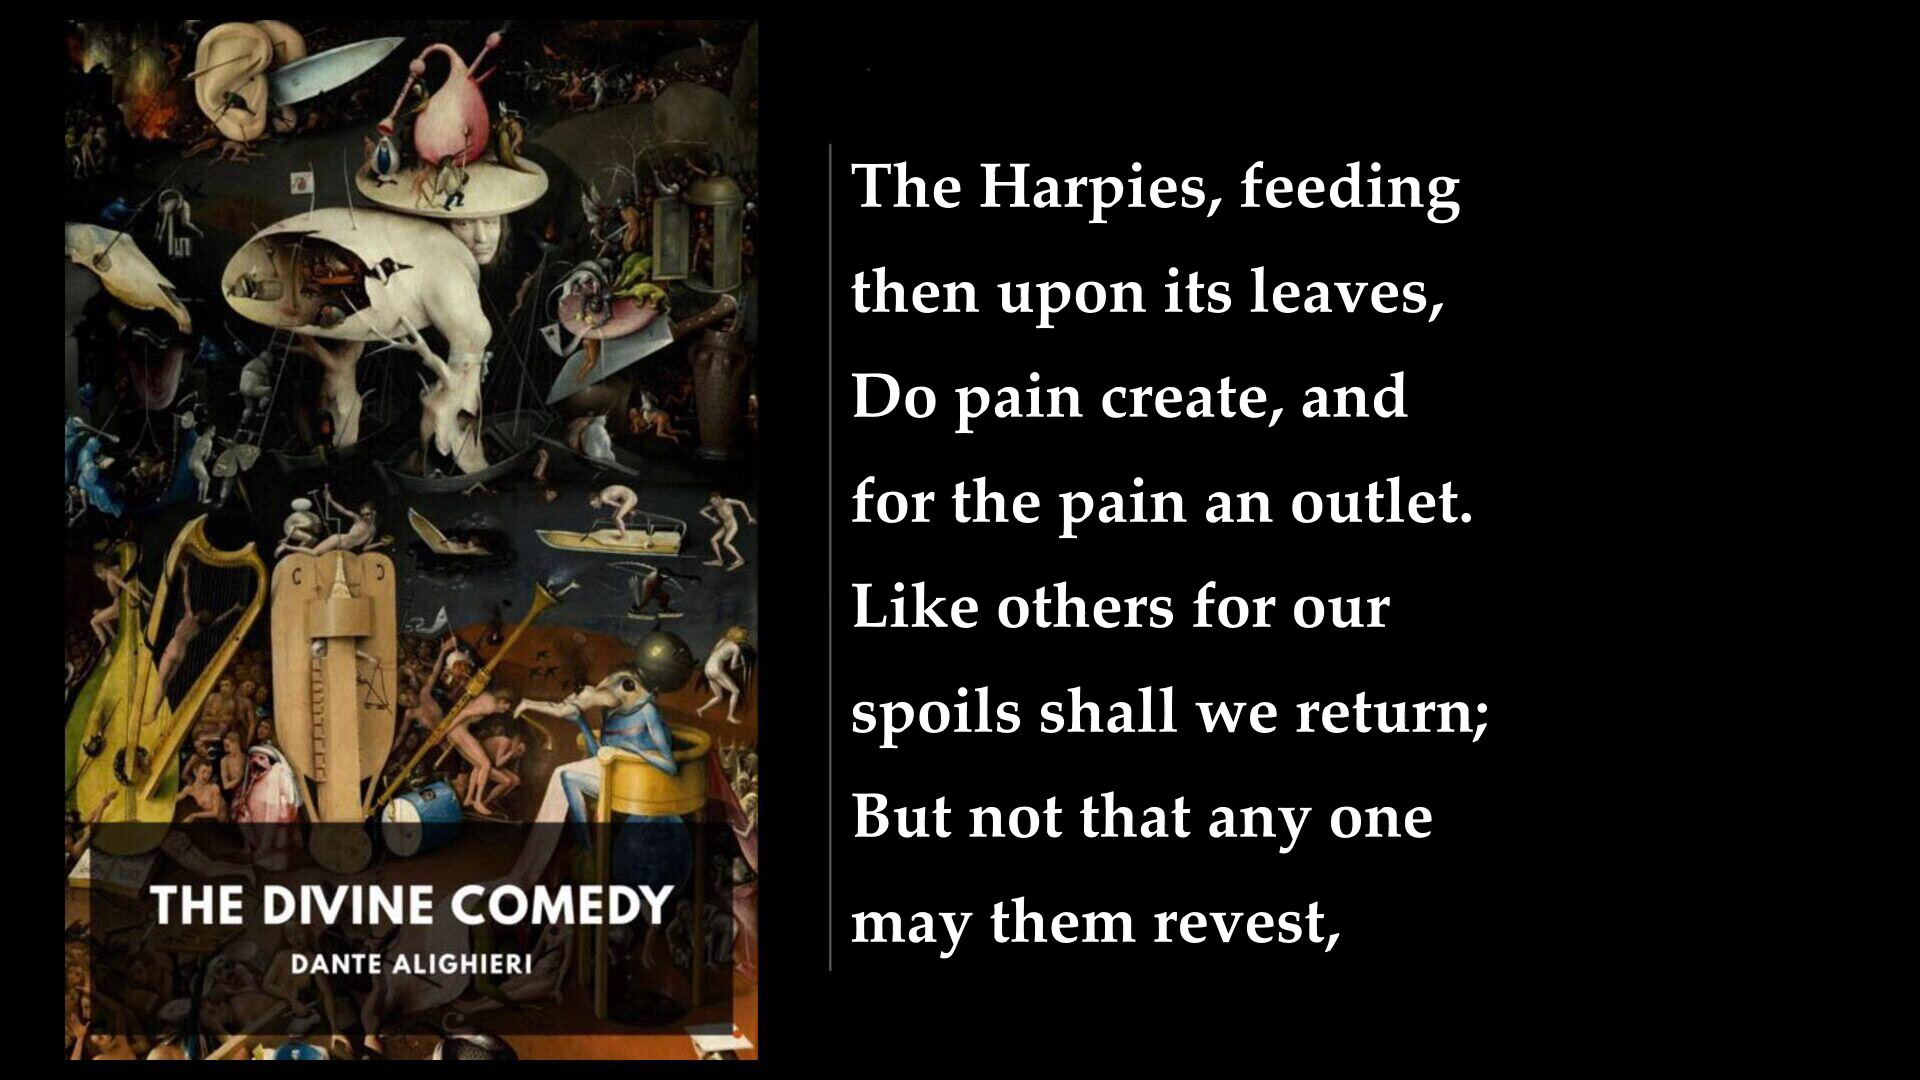 THE DIVINE COMEDY
DANTE ALIGHIERI
The Harpies, feeding
then upon its leaves,
Do pain create, and
for the pain an outlet.
Like others for our
spoils shall we return;
But not that any one
may them revest,